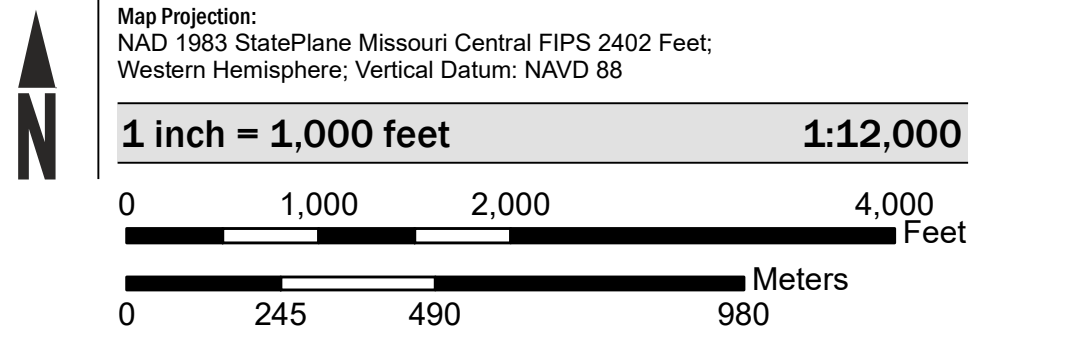 Map Projection:
NAD 1983 StatePlane Missouri Central FIPS 2402 Feet;
Western Hemisphere; Vertical Datum: NAVD 88
N
1 inch = 1,000 feet 1:12,000
0 1,000 2,000 4,000
Feet
Meters
0 245 490 980